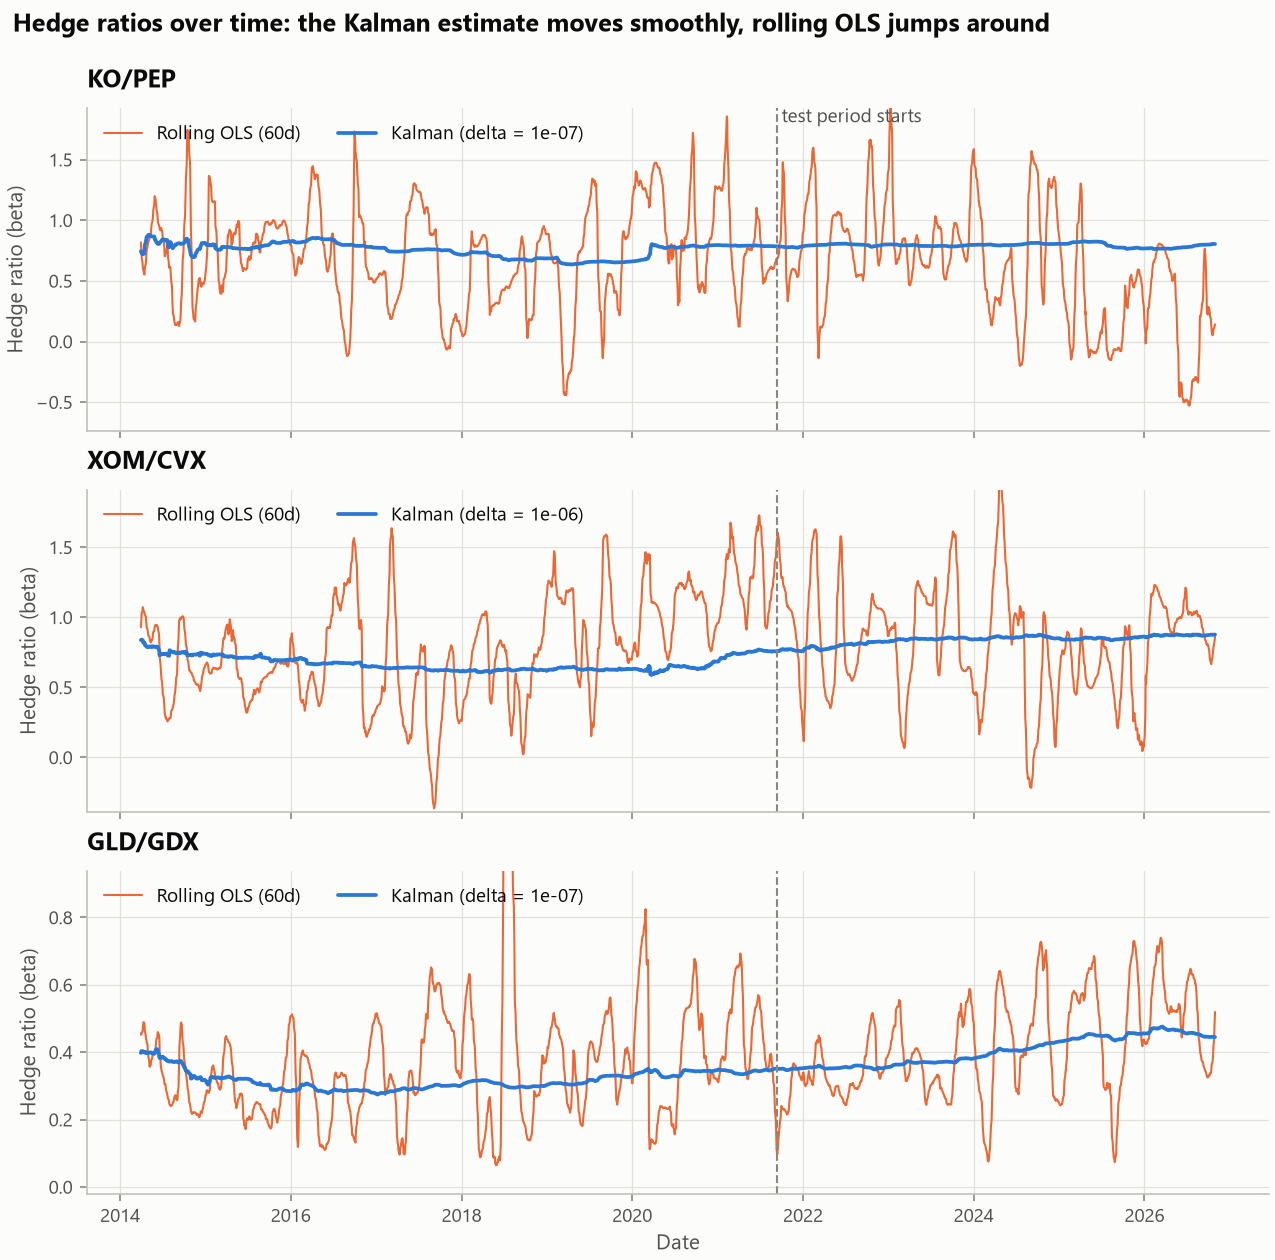 Hedge ratios over time: the Kalman estimate moves smoothly, rolling OLS jumps around
KO/PEP
Rolling OLS (60d)
Kalman (delta = 1e-07)
test period starts
1.5
1.0
0.5
0.0
−0.5
Hedge ratio (beta)
XOM/CVX
Rolling OLS (60d)
Kalman (delta = 1e-06)
1.5
1.0
0.5
0.0
Hedge ratio (beta)
GLD/GDX
Rolling OLS (60d)
Kalman (delta = 1e-07)
0.8
0.6
0.4
0.2
0.0
Hedge ratio (beta)
2014 2016 2018 2020 2022 2024 2026
Date